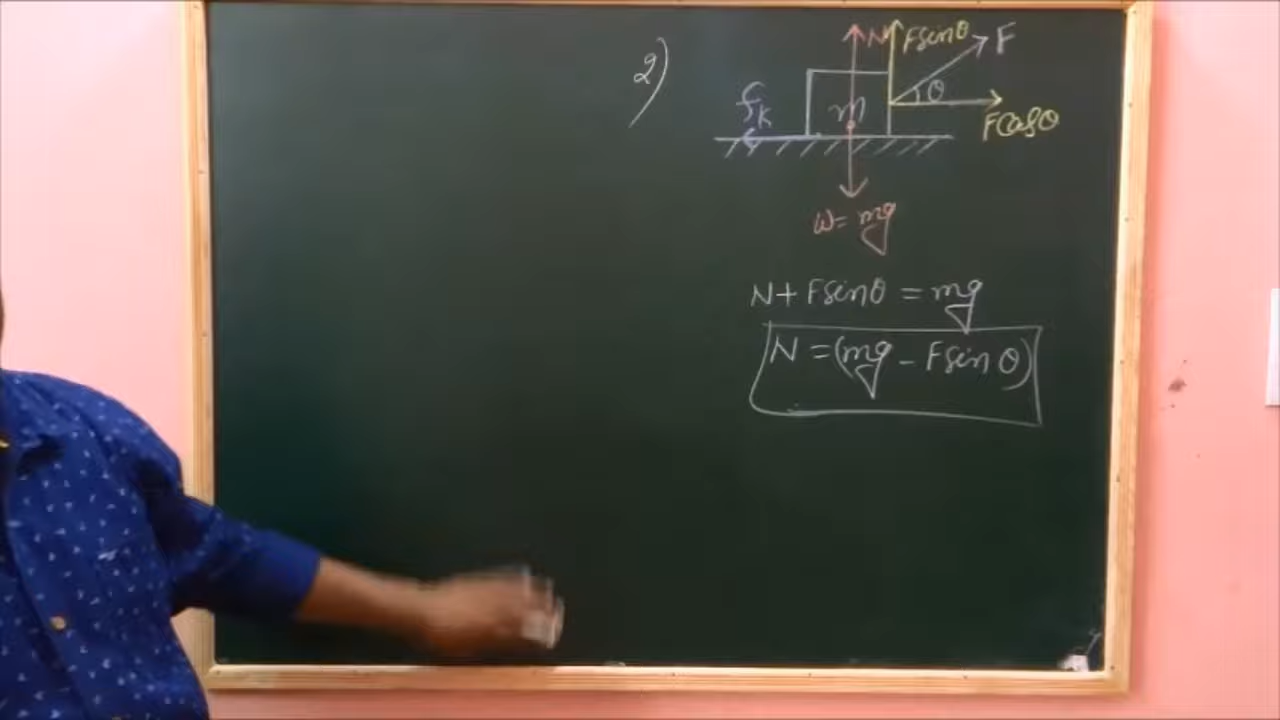 2)
N Fsinθ F
θ
fk m Fcosθ
W = mg
N + Fsinθ = mg
N = (mg - Fsinθ)